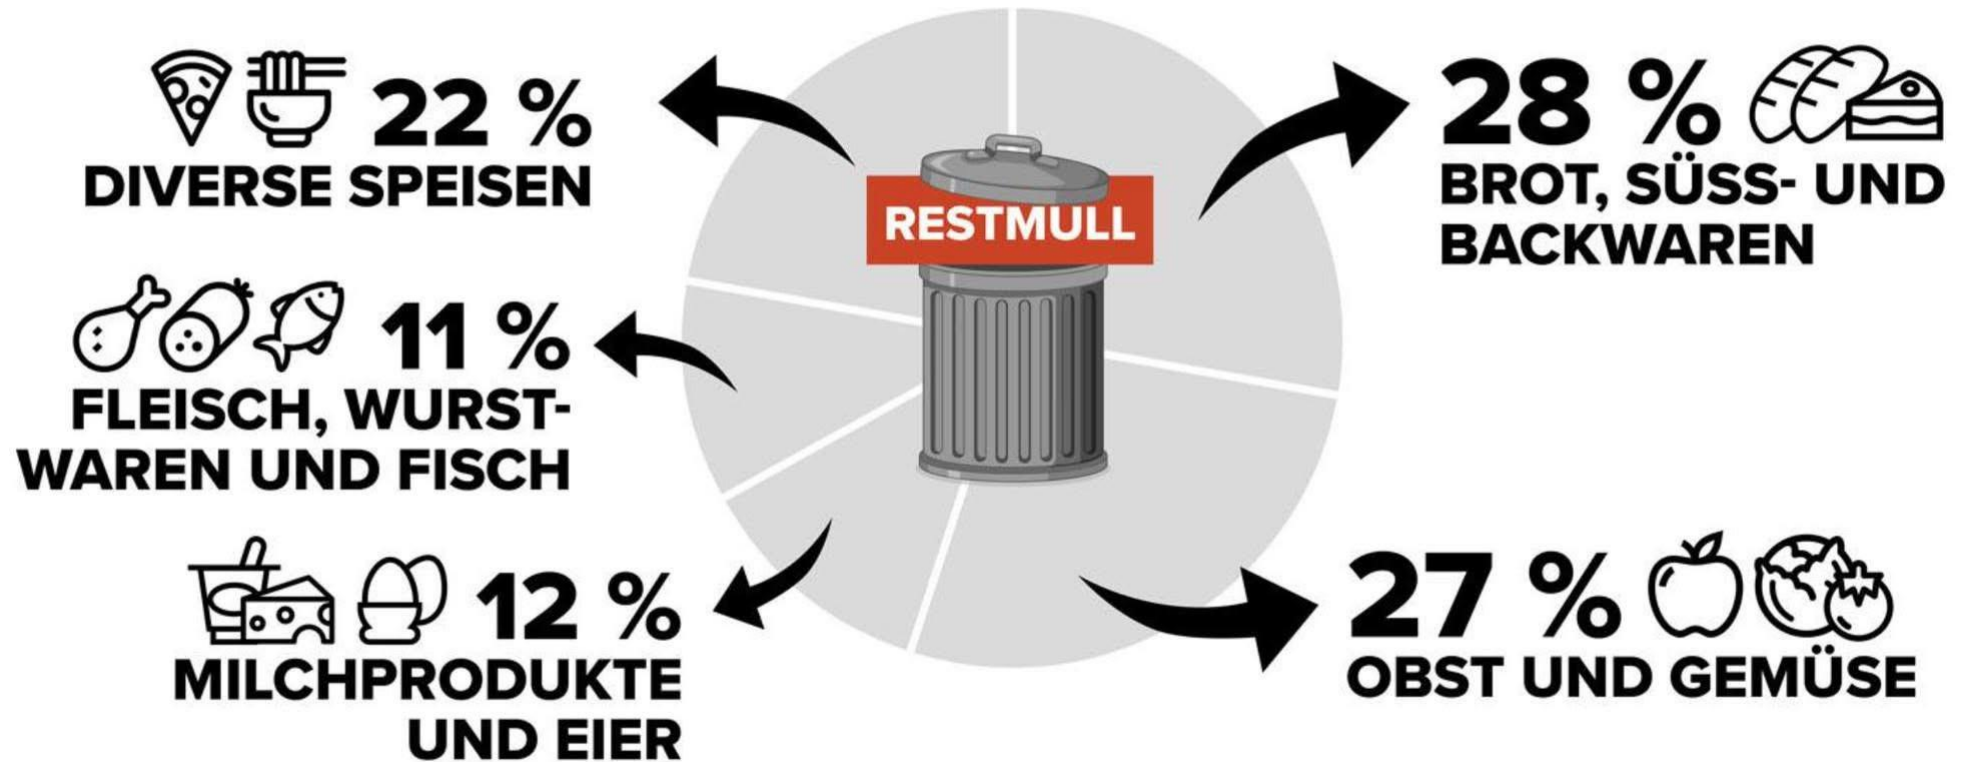 22 %
DIVERSE SPEISEN
11 %
FLEISCH, WURST-
WAREN UND FISCH
12 %
MILCHPRODUKTE
UND EIER
RESTMULL
28 %
BROT, SÜSS- UND
BACKWAREN
27 %
OBST UND GEMÜSE